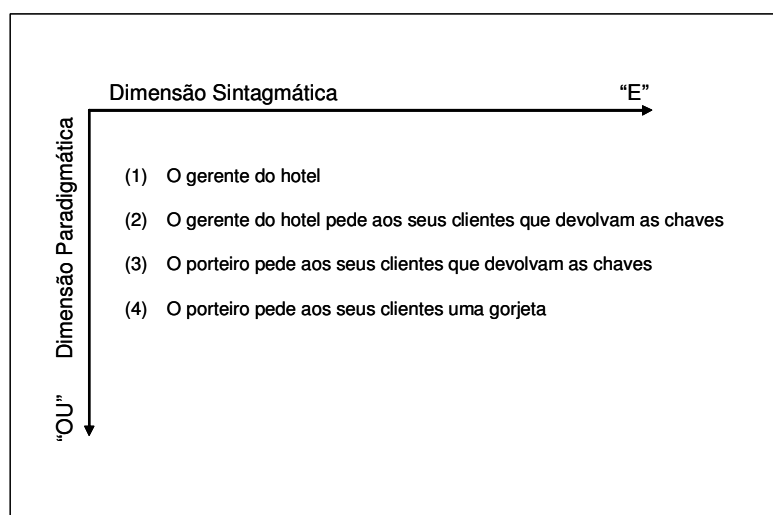 Dimensão Sintagmática “E”
Dimensão Paradigmática
“OU”
(1) O gerente do hotel
(2) O gerente do hotel pede aos seus clientes que devolvam as chaves
(3) O porteiro pede aos seus clientes que devolvam as chaves
(4) O porteiro pede aos seus clientes uma gorjeta